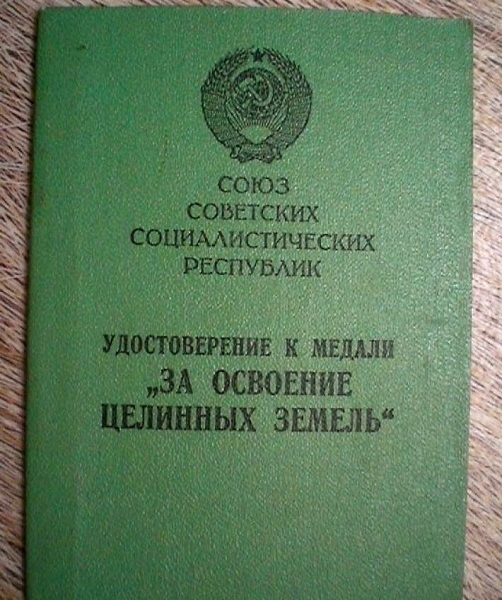 СОЮЗ
СОВЕТСКИХ
СОЦИАЛИСТИЧЕСКИХ
РЕСПУБЛИК
УДОСТОВЕРЕНИЕ К МЕДАЛИ
„ЗА ОСВОЕНИЕ
ЦЕЛИННЫХ ЗЕМЕЛЬ“